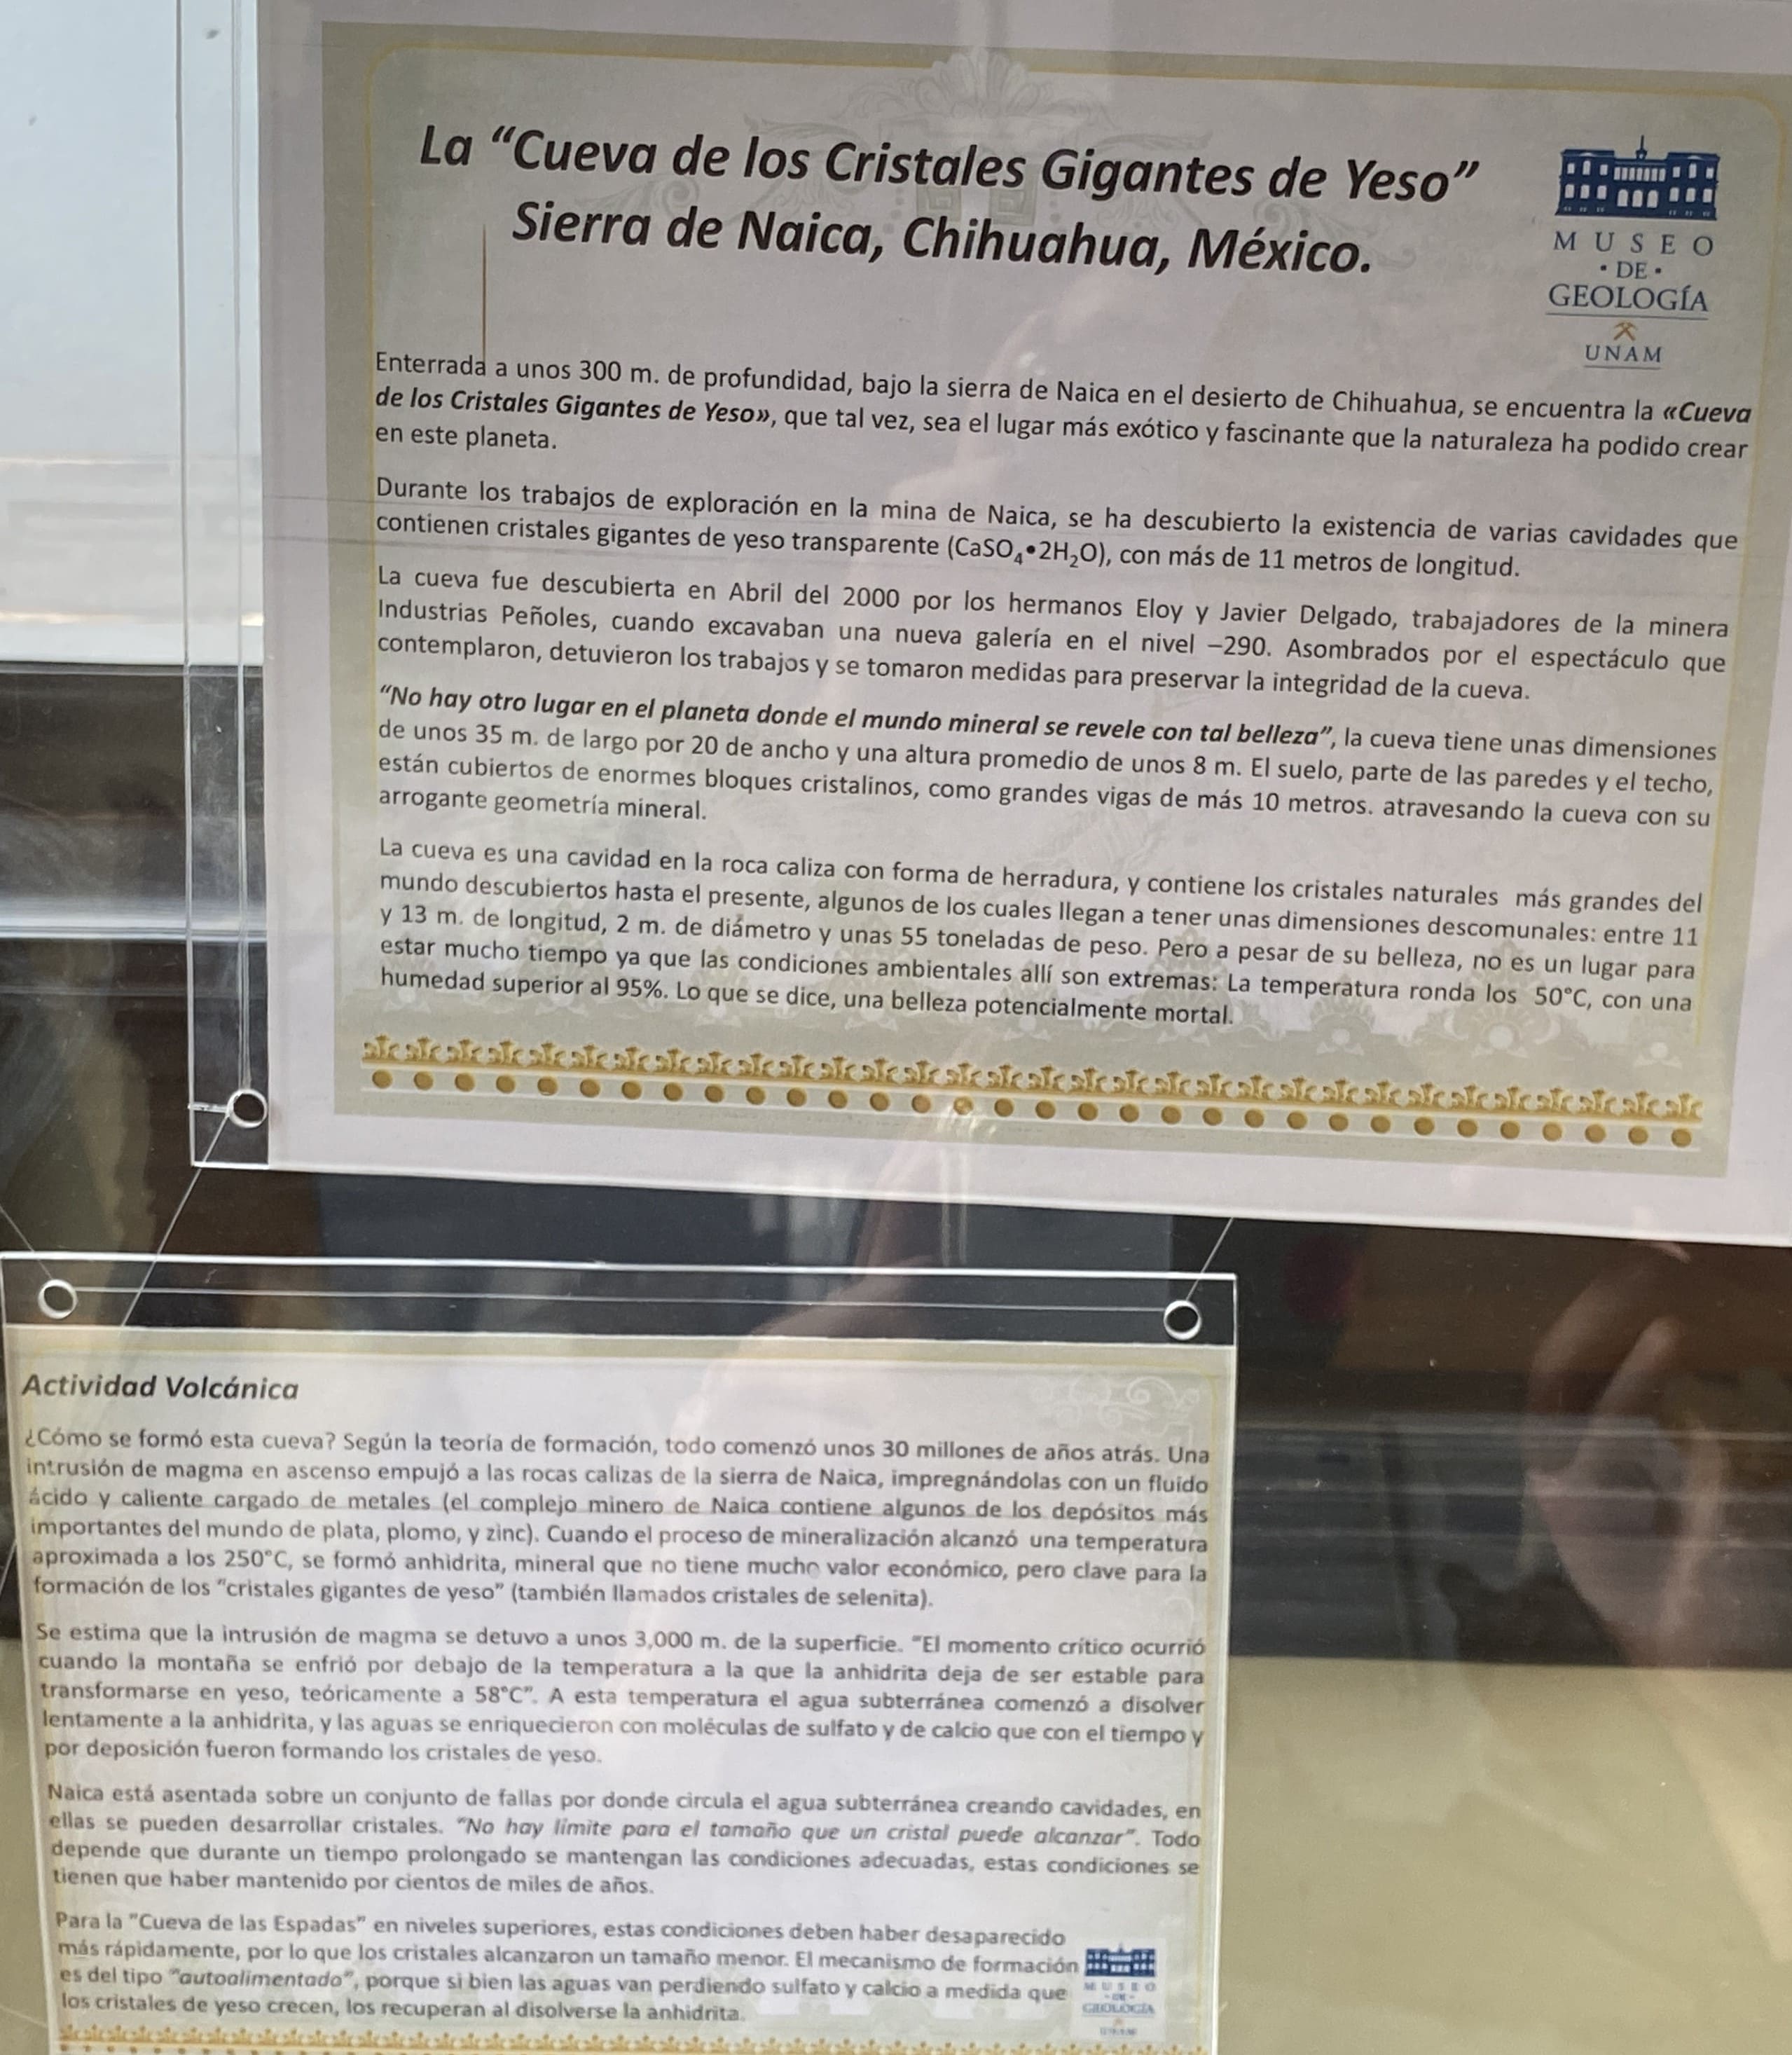 La “Cueva de los Cristales Gigantes de Yeso”
Sierra de Naica, Chihuahua, México.
MUSEO
• DE •
GEOLOGÍA
UNAM
Enterrada a unos 300 m. de profundidad, bajo la sierra de Naica en el desierto de Chihuahua, se encuentra la «Cueva
de los Cristales Gigantes de Yeso», que tal vez, sea el lugar más exótico y fascinante que la naturaleza ha podido crear
en este planeta.
Durante los trabajos de exploración en la mina de Naica, se ha descubierto la existencia de varias cavidades que
contienen cristales gigantes de yeso transparente (CaSO₄•2H₂O), con más de 11 metros de longitud.
La cueva fue descubierta en Abril del 2000 por los hermanos Eloy y Javier Delgado, trabajadores de la minera
Industrias Peñoles, cuando excavaban una nueva galería en el nivel –290. Asombrados por el espectáculo que
contemplaron, detuvieron los trabajos y se tomaron medidas para preservar la integridad de la cueva.
“No hay otro lugar en el planeta donde el mundo mineral se revele con tal belleza”, la cueva tiene unas dimensiones
de unos 35 m. de largo por 20 de ancho y una altura promedio de unos 8 m. El suelo, parte de las paredes y el techo,
están cubiertos de enormes bloques cristalinos, como grandes vigas de más 10 metros. atravesando la cueva con su
arrogante geometría mineral.
La cueva es una cavidad en la roca caliza con forma de herradura, y contiene los cristales naturales más grandes del
mundo descubiertos hasta el presente, algunos de los cuales llegan a tener unas dimensiones descomunales: entre 11
y 13 m. de longitud, 2 m. de diámetro y unas 55 toneladas de peso. Pero a pesar de su belleza, no es un lugar para
estar mucho tiempo ya que las condiciones ambientales allí son extremas: La temperatura ronda los 50°C, con una
humedad superior al 95%. Lo que se dice, una belleza potencialmente mortal.
Actividad Volcánica
¿Cómo se formó esta cueva? Según la teoría de formación, todo comenzó unos 30 millones de años atrás. Una
intrusión de magma en ascenso empujó a las rocas calizas de la sierra de Naica, impregnándolas con un fluido
ácido y caliente cargado de metales (el complejo minero de Naica contiene algunos de los depósitos más
importantes del mundo de plata, plomo, y zinc). Cuando el proceso de mineralización alcanzó una temperatura
aproximada a los 250°C, se formó anhidrita, mineral que no tiene mucho valor económico, pero clave para la
formación de los “cristales gigantes de yeso” (también llamados cristales de selenita).
Se estima que la intrusión de magma se detuvo a unos 3,000 m. de la superficie. “El momento crítico ocurrió
cuando la montaña se enfrió por debajo de la temperatura a la que la anhidrita deja de ser estable para
transformarse en yeso, teóricamente a 58°C”. A esta temperatura el agua subterránea comenzó a disolver
lentamente a la anhidrita, y las aguas se enriquecieron con moléculas de sulfato y de calcio que con el tiempo y
por deposición fueron formando los cristales de yeso.
Naica está asentada sobre un conjunto de fallas por donde circula el agua subterránea creando cavidades, en
ellas se pueden desarrollar cristales. “No hay límite para el tamaño que un cristal puede alcanzar”. Todo
depende que durante un tiempo prolongado se mantengan las condiciones adecuadas, estas condiciones se
tienen que haber mantenido por cientos de miles de años.
Para la “Cueva de las Espadas” en niveles superiores, estas condiciones deben haber desaparecido
más rápidamente, por lo que los cristales alcanzaron un tamaño menor. El mecanismo de formación
es del tipo “autoalimentado”, porque si bien las aguas van perdiendo sulfato y calcio a medida que
los cristales de yeso crecen, los recuperan al disolverse la anhidrita.
MUSEO
• DE •
GEOLOGÍA
UNAM